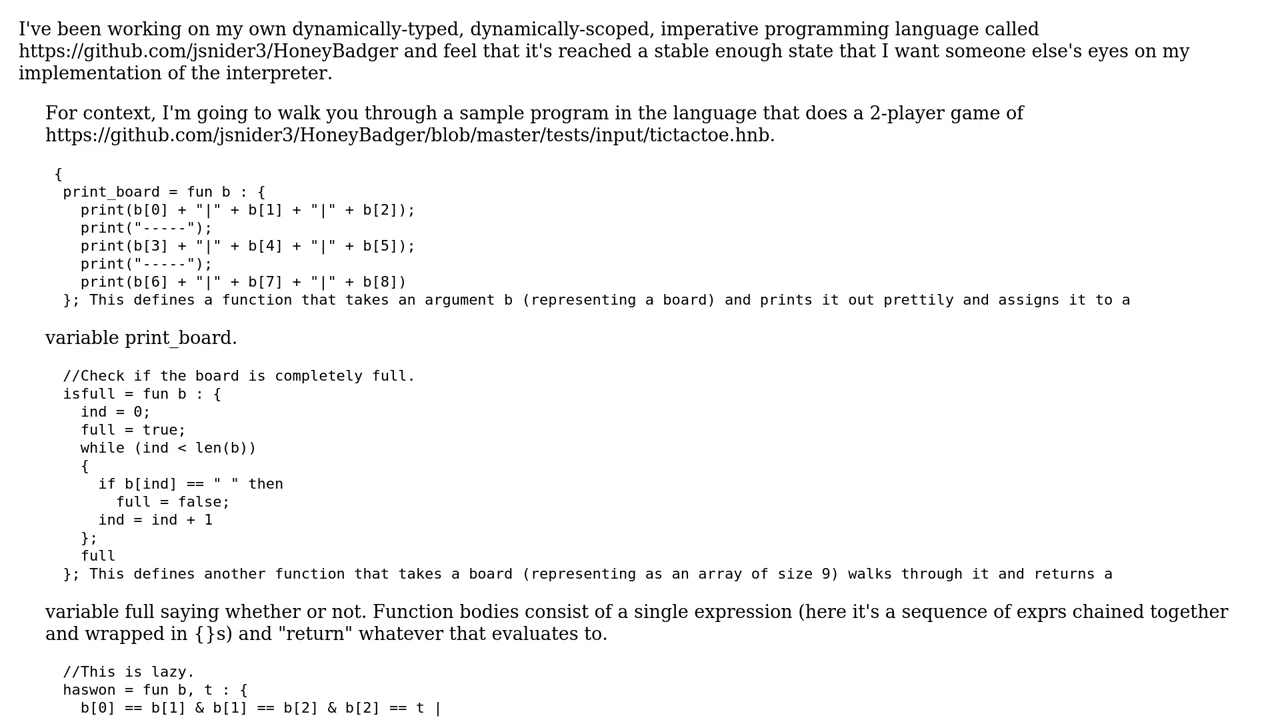 I've been working on my own dynamically-typed, dynamically-scoped, imperative programming language called
https://github.com/jsnider3/HoneyBadger and feel that it's reached a stable enough state that I want someone else's eyes on my
implementation of the interpreter.
For context, I'm going to walk you through a sample program in the language that does a 2-player game of
https://github.com/jsnider3/HoneyBadger/blob/master/tests/input/tictactoe.hnb.
{
print_board = fun b : {
print(b[0] + "|" + b[1] + "|" + b[2]);
print("-----");
print(b[3] + "|" + b[4] + "|" + b[5]);
print("-----");
print(b[6] + "|" + b[7] + "|" + b[8])
}; This defines a function that takes an argument b (representing a board) and prints it out prettily and assigns it to a
variable print_board.
//Check if the board is completely full.
isfull = fun b : {
ind = 0;
full = true;
while (ind < len(b))
{
if b[ind] == " " then
full = false;
ind = ind + 1
};
full
}; This defines another function that takes a board (representing as an array of size 9) walks through it and returns a
variable full saying whether or not. Function bodies consist of a single expression (here it's a sequence of exprs chained together
and wrapped in {}s) and "return" whatever that evaluates to.
//This is lazy.
haswon = fun b, t : {
b[0] == b[1] & b[1] == b[2] & b[2] == t |